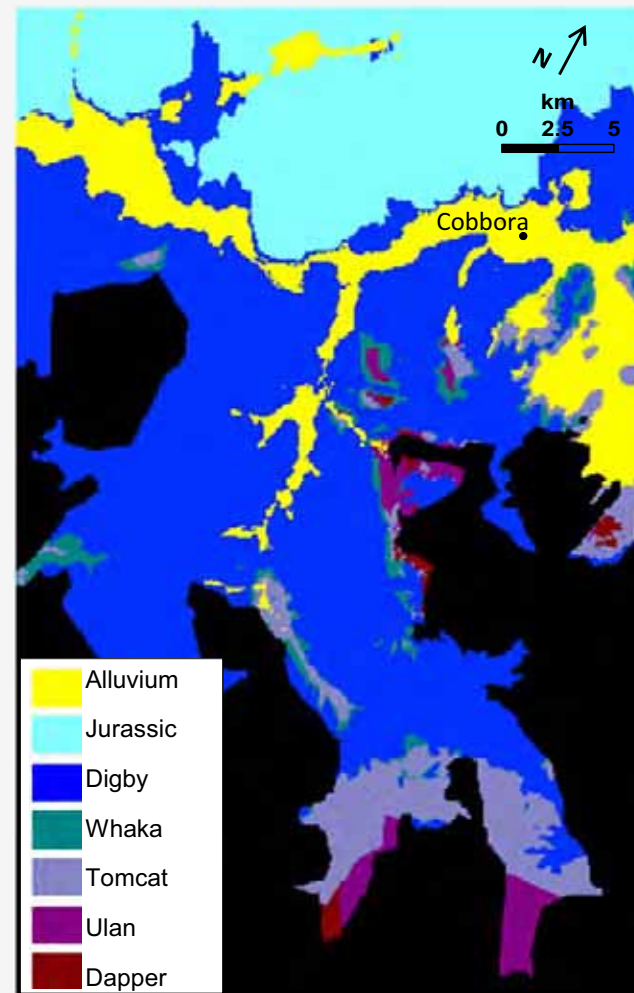 N
km
0 2.5 5
Cobbora
Alluvium
Jurassic
Digby
Whaka
Tomcat
Ulan
Dapper